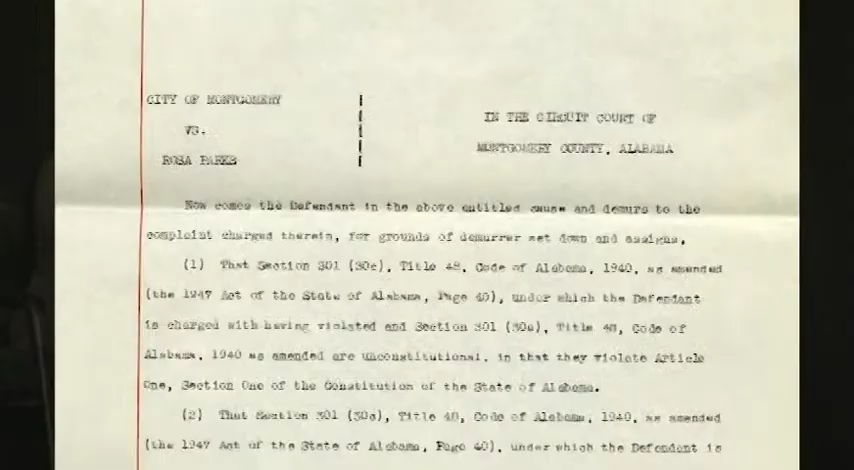 CITY OF MONTGOMERY
VS.
ROSA PARKS
IN THE CIRCUIT COURT OF
MONTGOMERY COUNTY, ALABAMA
Now comes the Defendant in the above entitled cause and demurs to the
complaint charged therein, for grounds of demurrer set down and assigns,
(1) That Section 301 (30c), Title 48, Code of Alabama, 1940, as amended
(the 1947 Act of the State of Alabama, Page 40), under which the Defendant
is charged with having violated and Section 301 (30c), Title 48, Code of
Alabama, 1940 as amended are unconstitutional, in that they violate Article
One, Section One of the Constitution of the State of Alabama.
(2) That Section 301 (30c), Title 48, Code of Alabama, 1940, as amended
(the 1947 Act of the State of Alabama, Page 40), under which the Defendant is